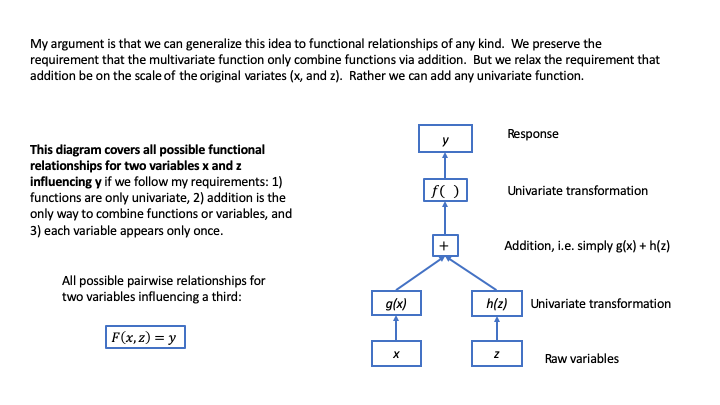 My argument is that we can generalize this idea to functional relationships of any kind.  We preserve the
requirement that the multivariate function only combine functions via addition.  But we relax the requirement that
addition be on the scale of the original variates (x, and z).  Rather we can add any univariate function.
This diagram covers all possible functional
relationships for two variables x and z
influencing y if we follow my requirements: 1)
functions are only univariate, 2) addition is the
only way to combine functions or variables, and
3) each variable appears only once.
All possible pairwise relationships for
two variables influencing a third:
F(x,z) = y
y
Response
f( )
Univariate transformation
+
Addition, i.e. simply g(x) + h(z)
g(x)
h(z)
Univariate transformation
x
z
Raw variables